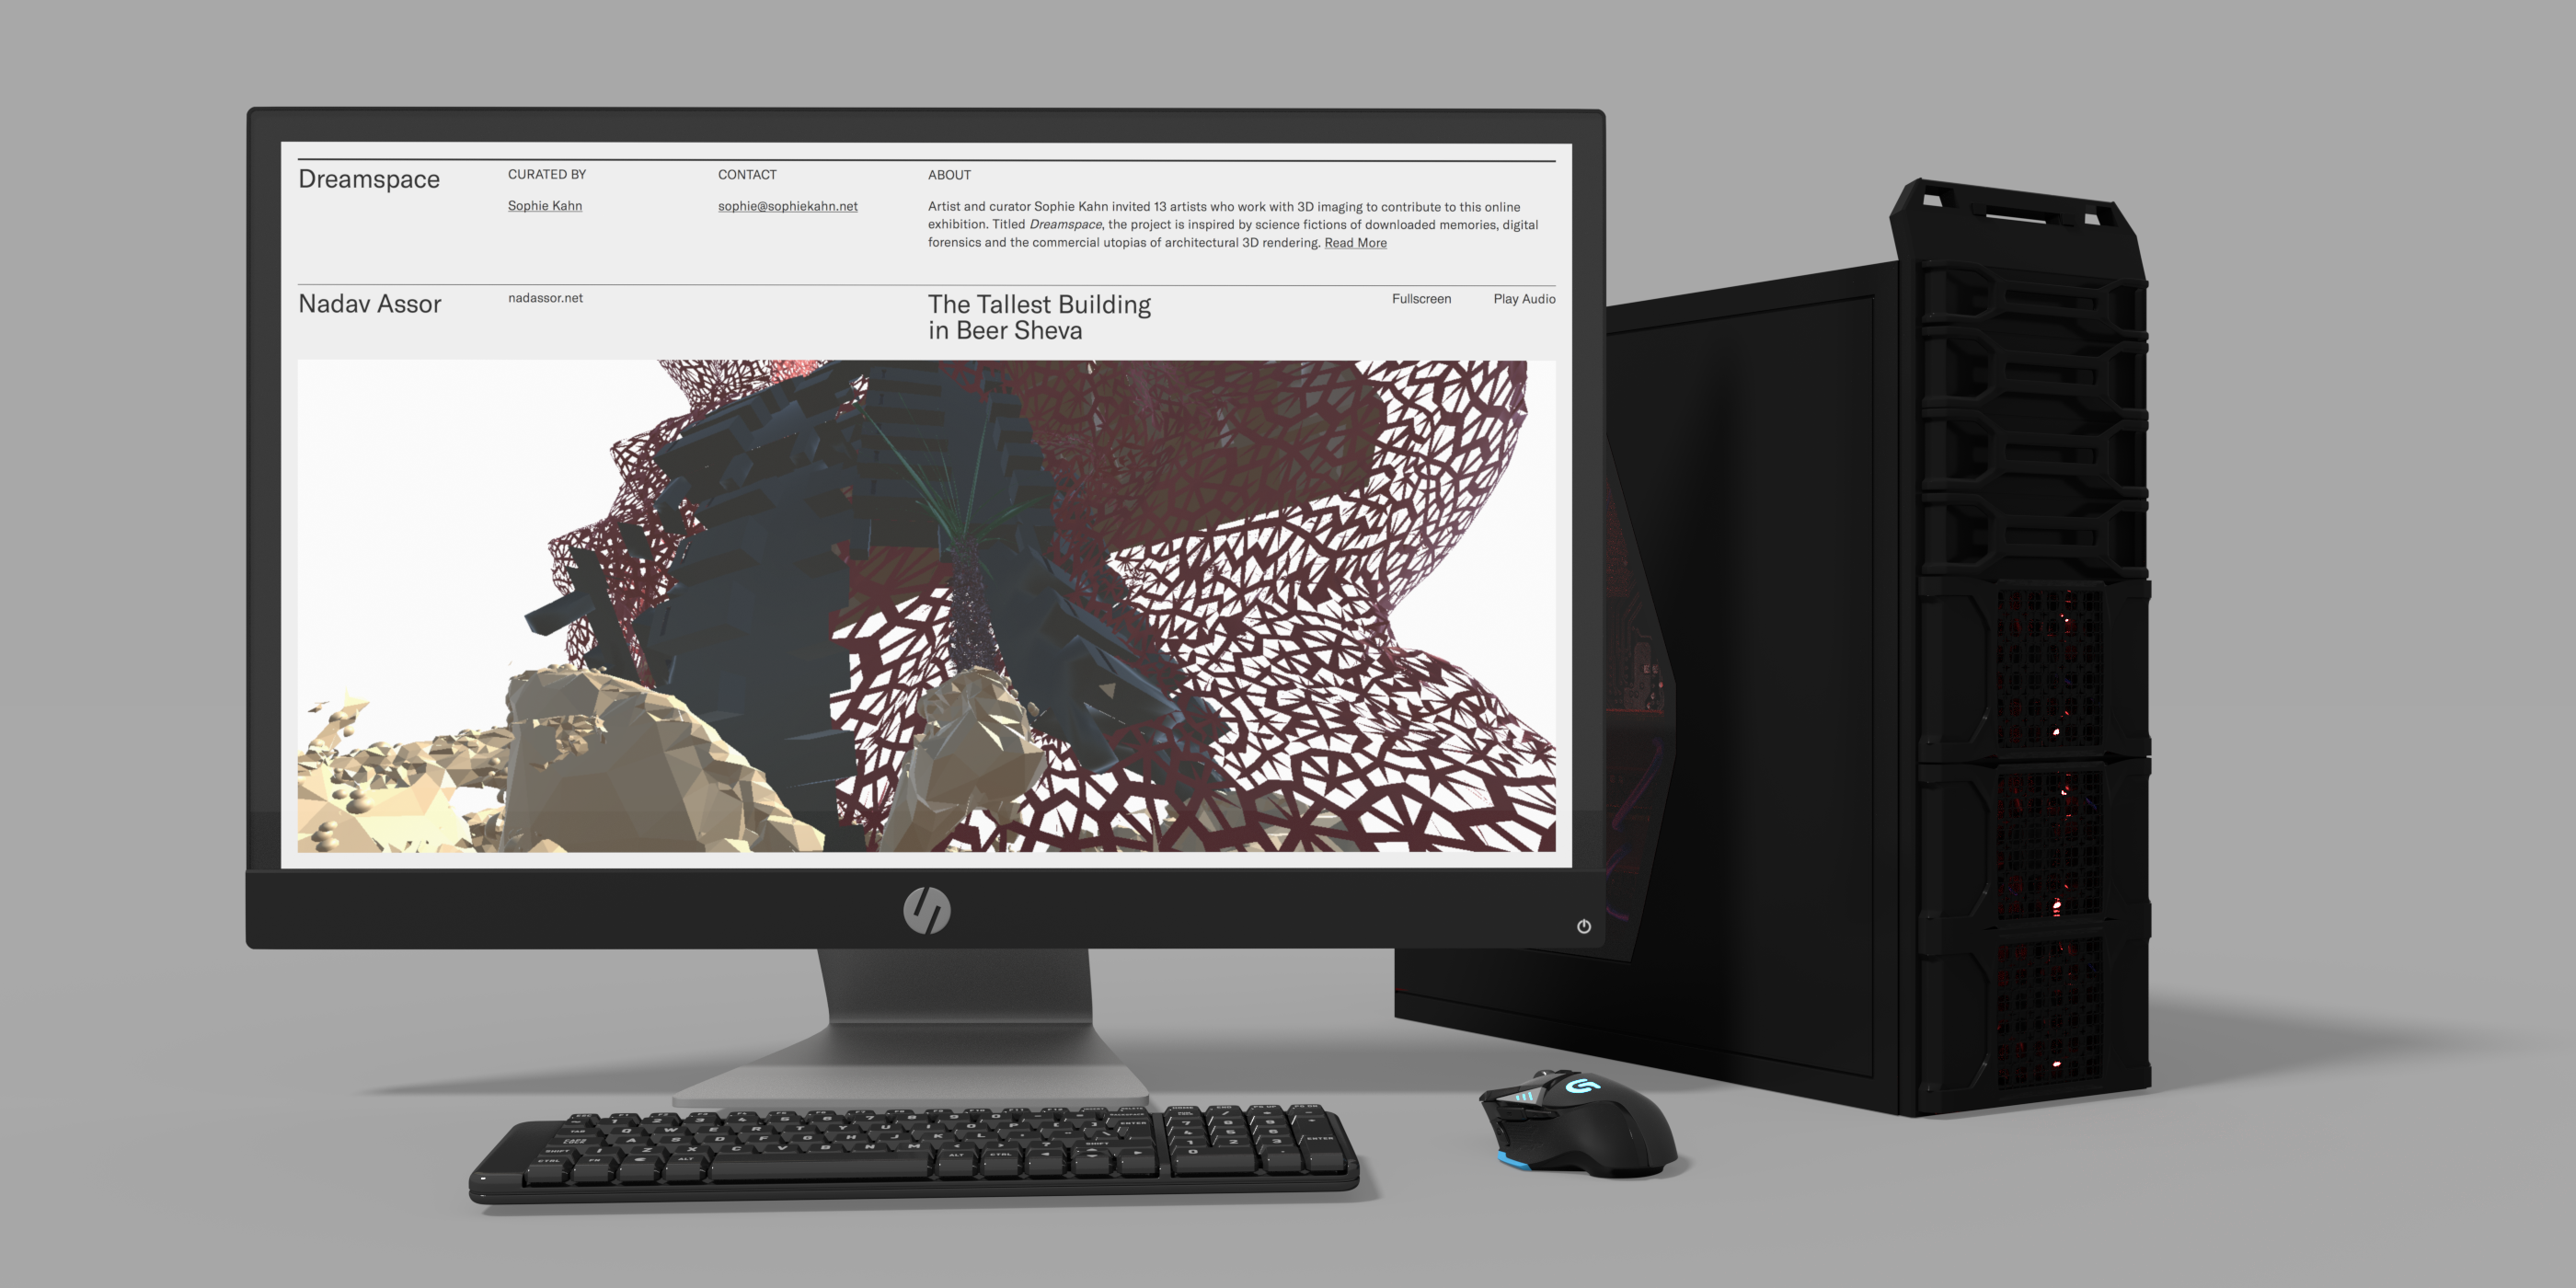 Dreamspace
CURATED BY
Sophie Kahn
CONTACT
sophie@sophiekahn.net
ABOUT
Artist and curator Sophie Kahn invited 13 artists who work with 3D imaging to contribute to this online
exhibition. Titled Dreamspace, the project is inspired by science fictions of downloaded memories, digital
forensics and the commercial utopias of architectural 3D rendering. Read More
Nadav Assor
nadassor.net
The Tallest Building
in Beer Sheva
Fullscreen
Play Audio